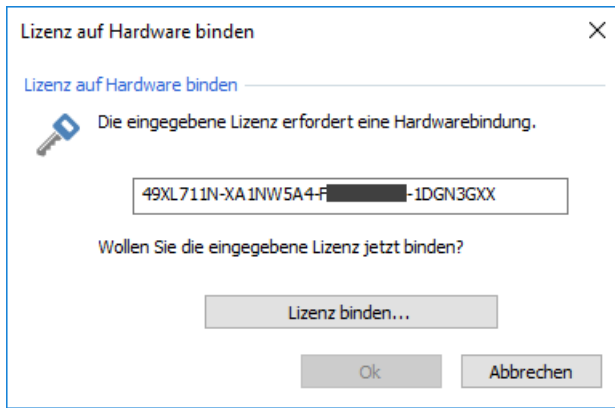 Lizenz auf Hardware binden
Lizenz auf Hardware binden
Die eingegebene Lizenz erfordert eine Hardwarebindung.
49XL711N-XA1NW5A4-F -1DGN3GXX
Wollen Sie die eingegebene Lizenz jetzt binden?
Lizenz binden...
Ok
Abbrechen